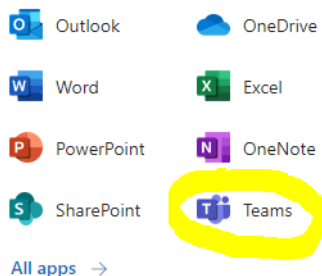 Outlook OneDrive
Word Excel
PowerPoint OneNote
SharePoint Teams
All apps →